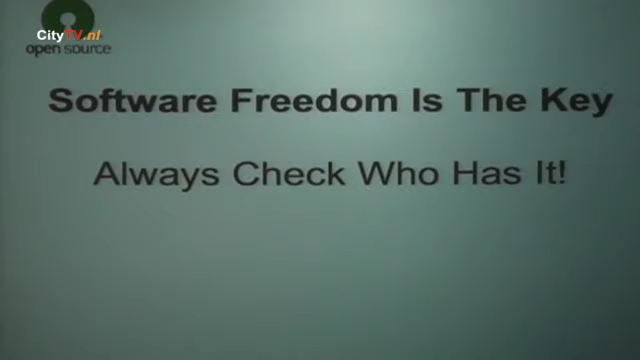 CityTV.nl
open source
Software Freedom Is The Key
Always Check Who Has It!